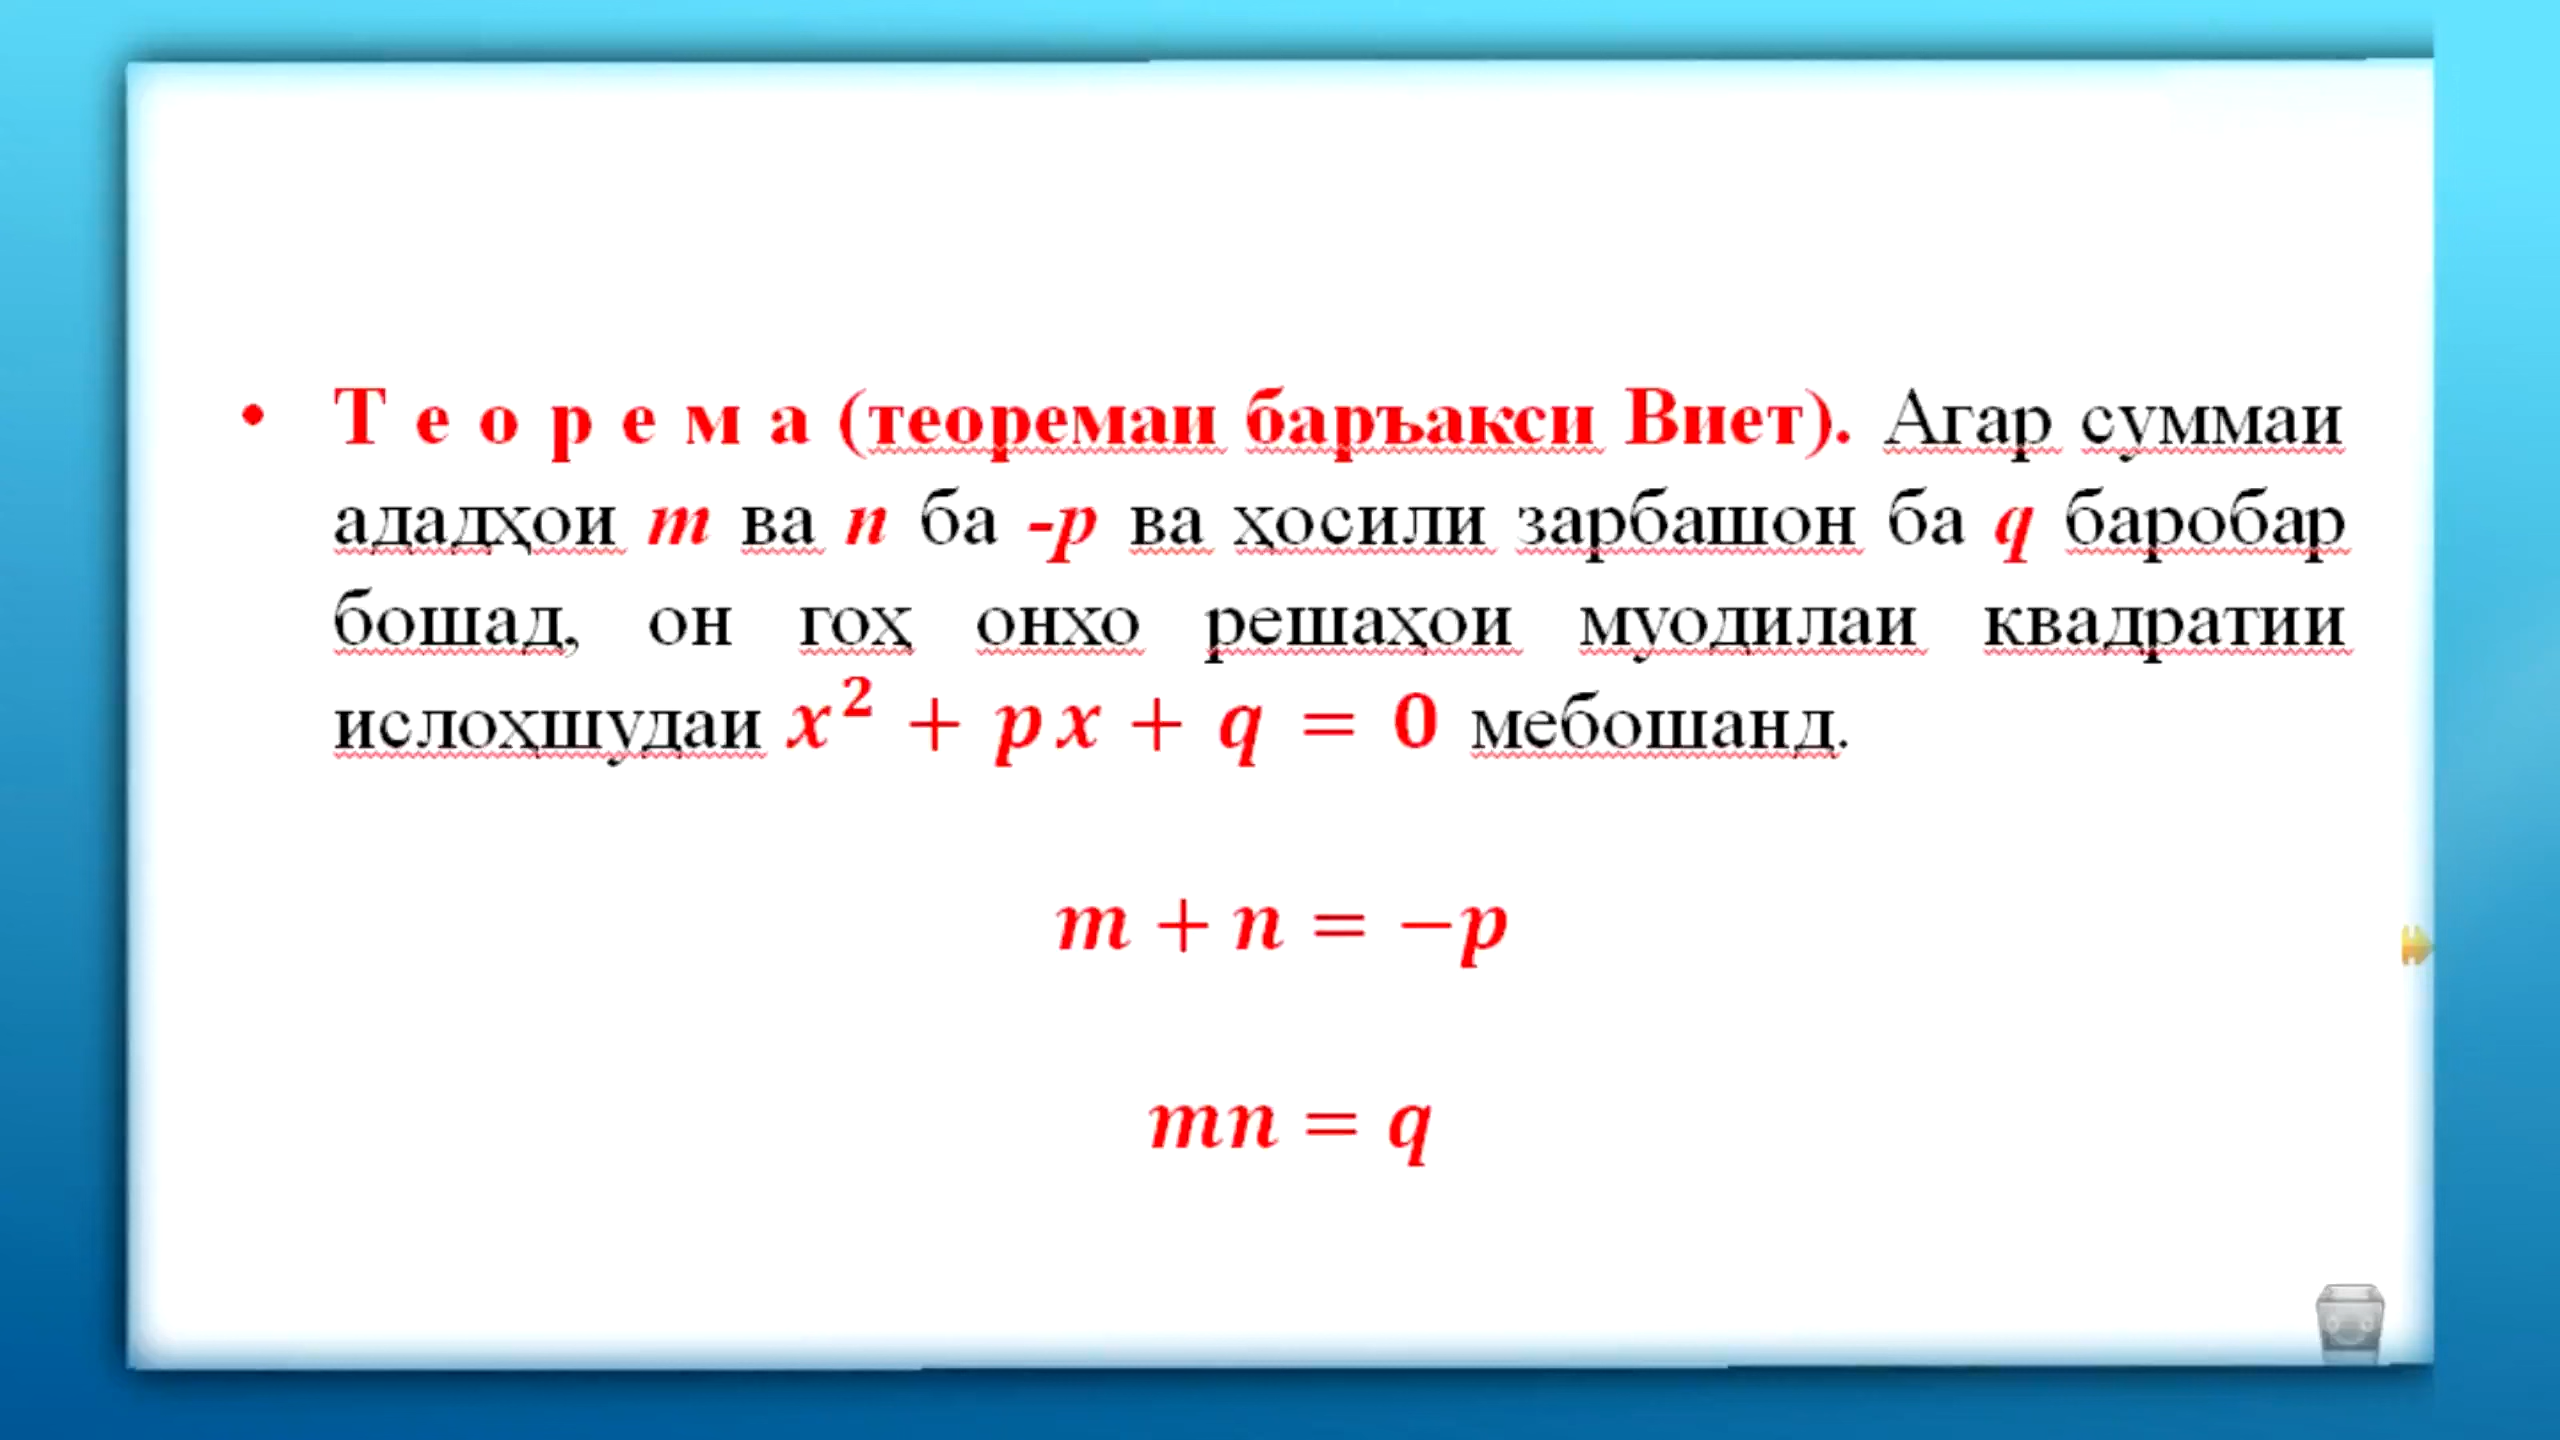 • Т е о р е м а (теоремаи баръакси Виет). Агар суммаи
ададҳои m ва n ба -p ва ҳосили зарбашон ба q баробар
бошад, он гоҳ онхо решаҳои муодилаи квадратии
ислоҳшудаи x² + px + q = 0 мебошанд.
m + n = −p
mn = q